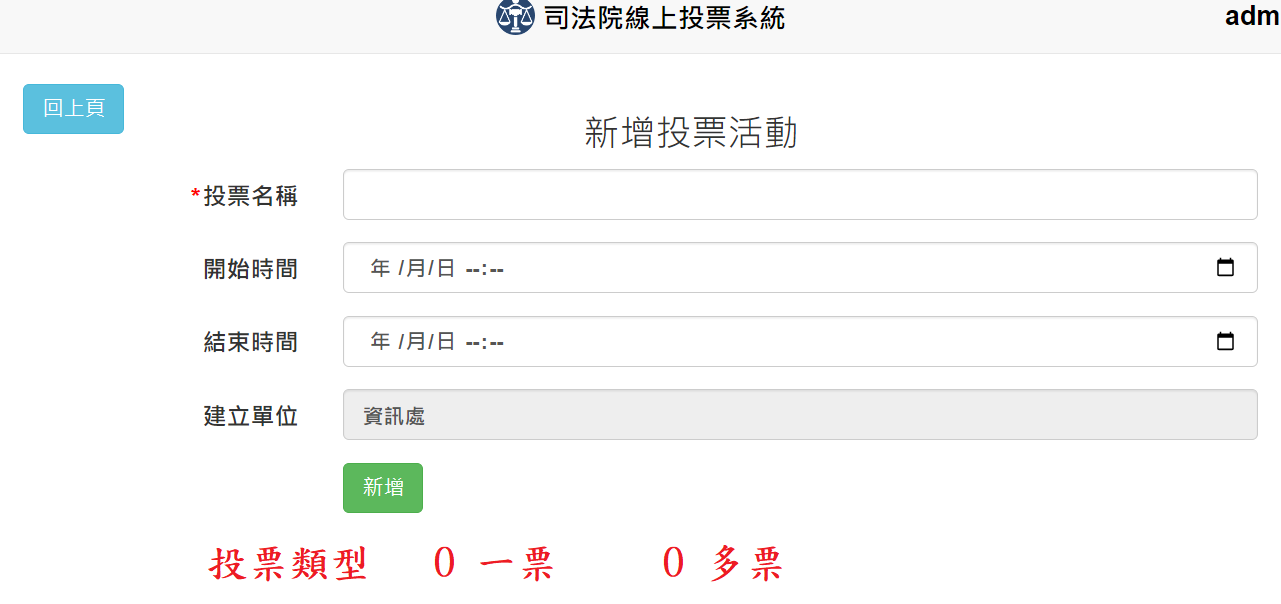 司法院線上投票系統
adm
回上頁
新增投票活動
*投票名稱
開始時間 年 /月/日 --:--
結束時間 年 /月/日 --:--
建立單位 資訊處
新增
投票類型 O 一票 O 多票